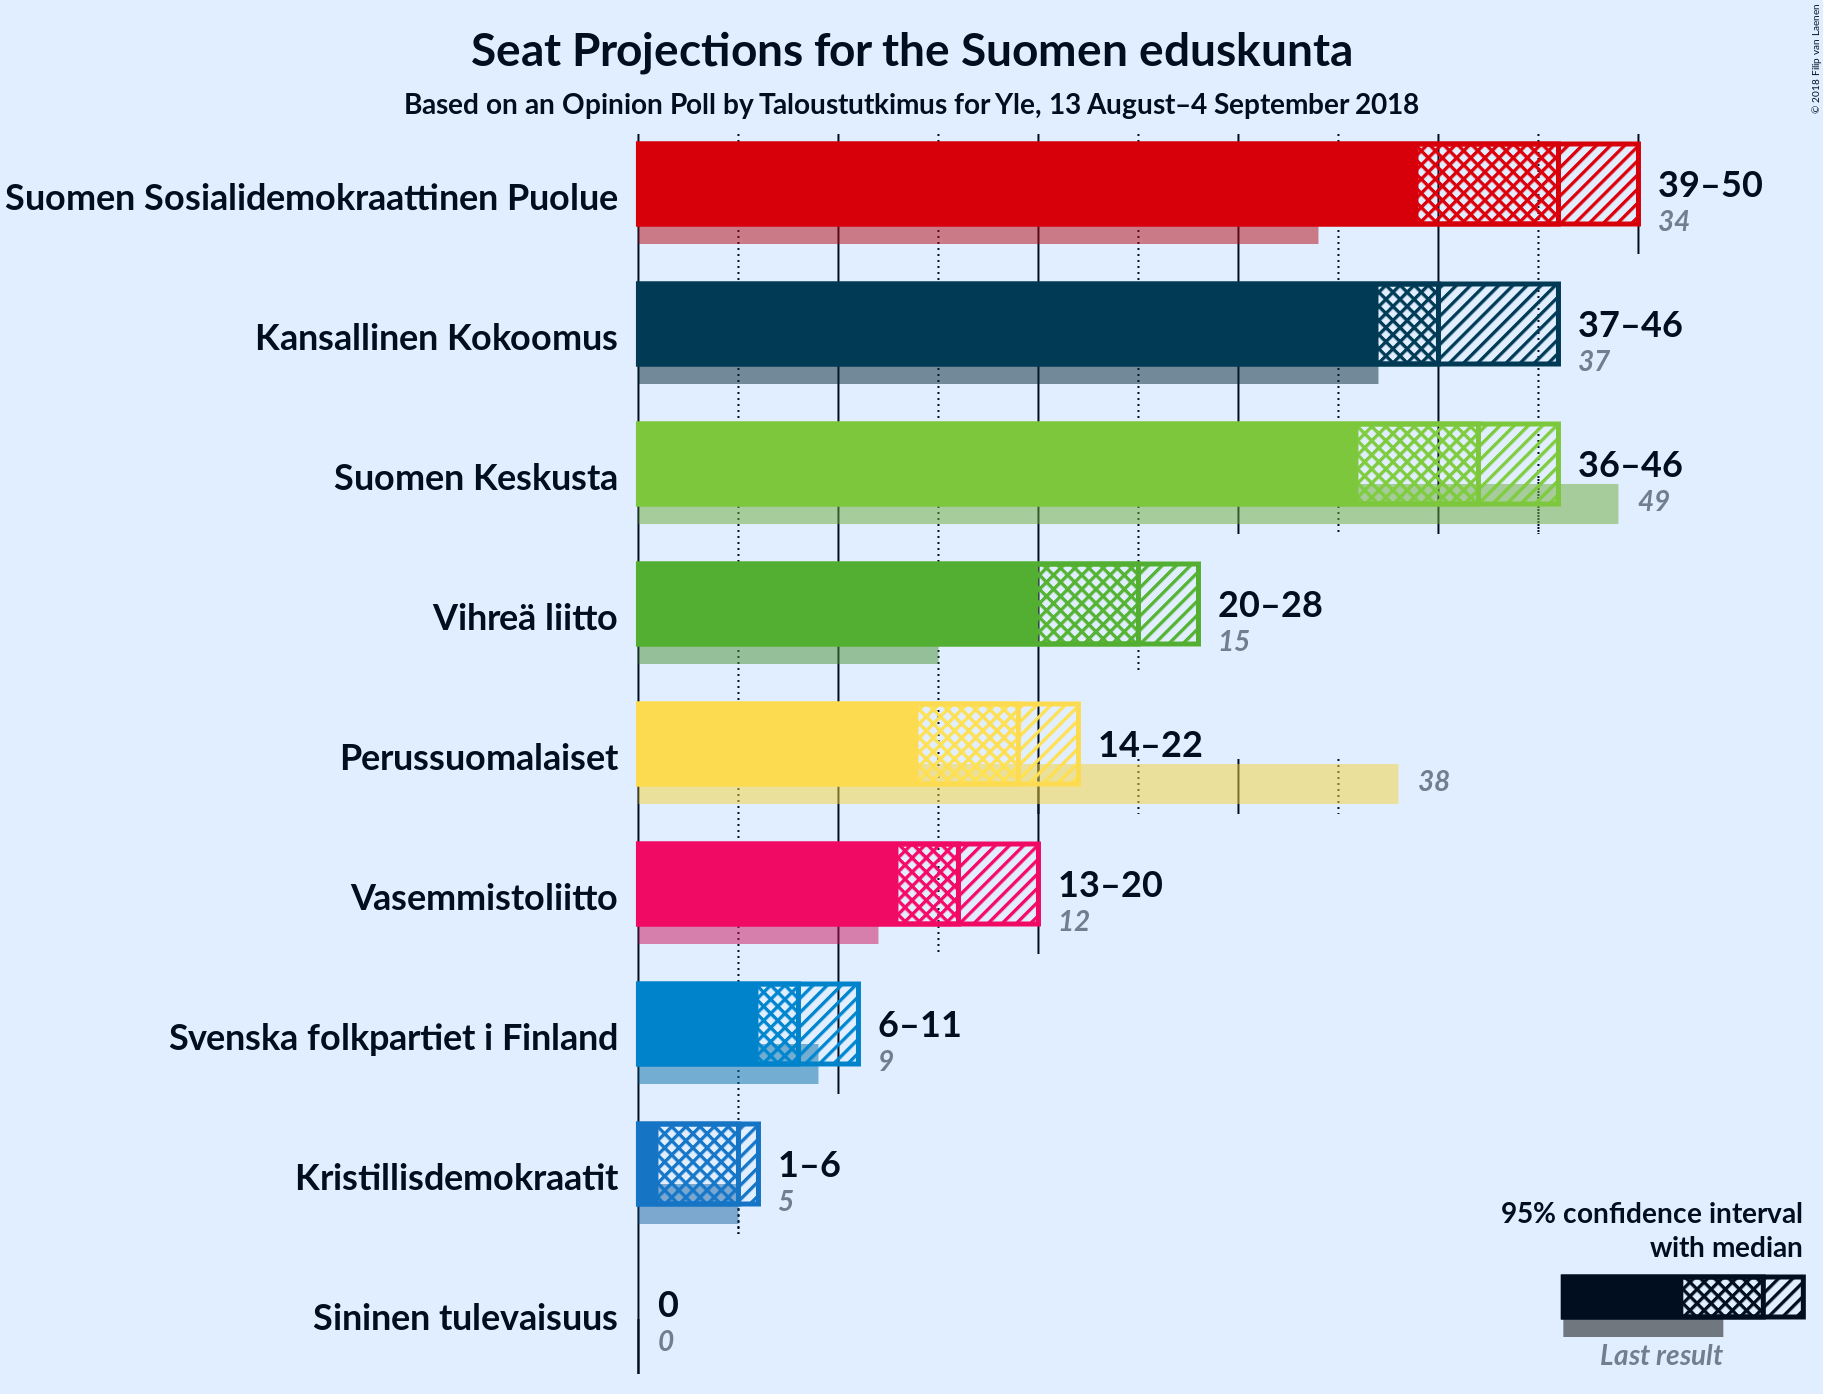 Seat Projections for the Suomen eduskunta
Based on an Opinion Poll by Taloustutkimus for Yle, 13 August–4 September 2018
© 2018 Filip van Laenen
Suomen Sosialidemokraattinen Puolue
39–50
34
Kansallinen Kokoomus
37–46
37
Suomen Keskusta
36–46
49
Vihreä liitto
20–28
15
Perussuomalaiset
14–22
38
Vasemmistoliitto
13–20
12
Svenska folkpartiet i Finland
6–11
9
Kristillisdemokraatit
1–6
5
Sininen tulevaisuus
0
0
95% confidence interval
with median
Last result